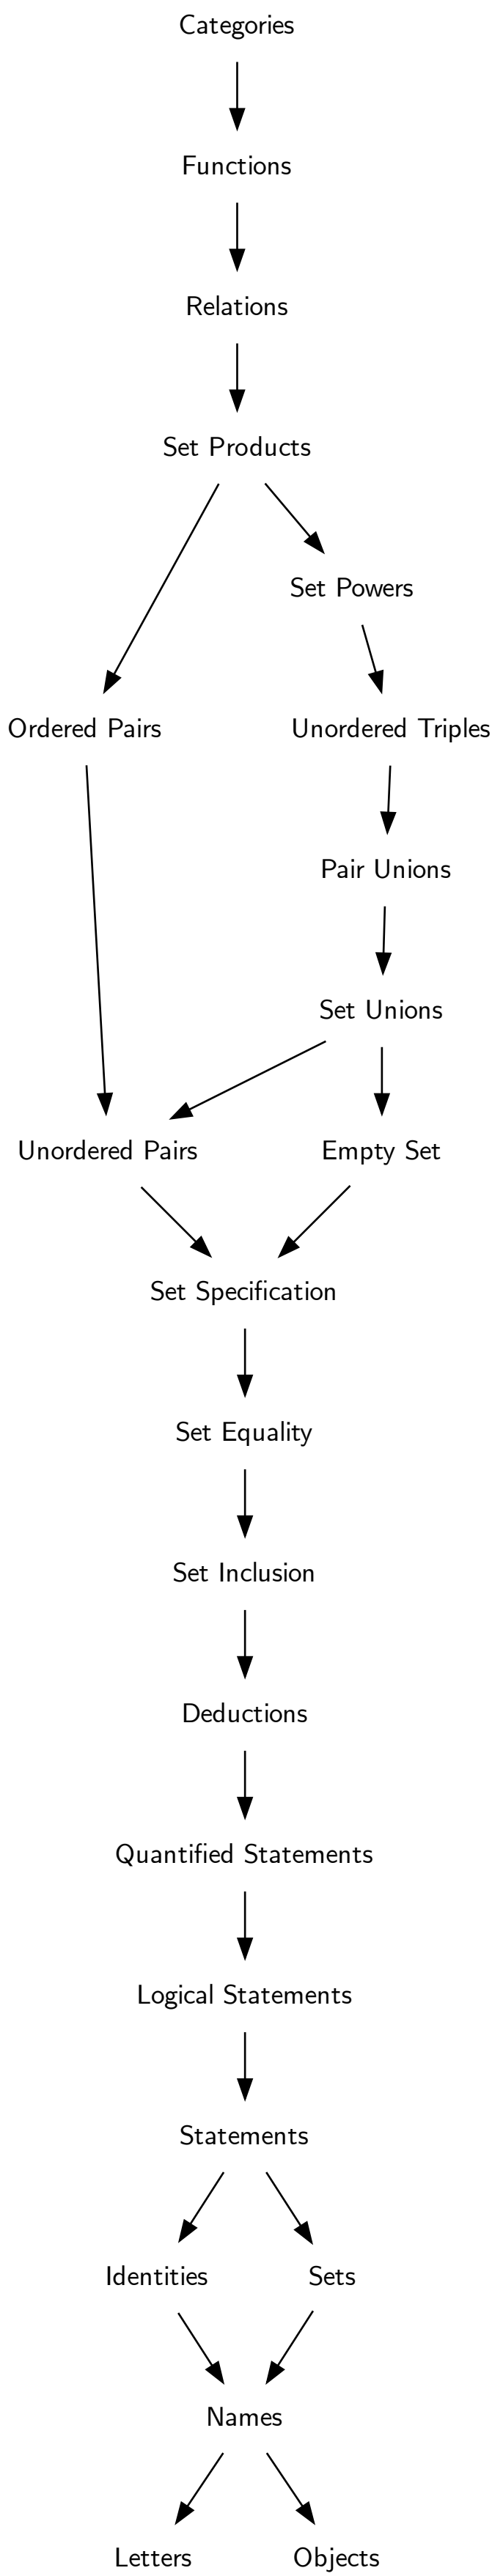 Categories
Functions
Relations
Set Products
Set Powers
Ordered Pairs
Unordered Triples
Pair Unions
Set Unions
Unordered Pairs
Empty Set
Set Specification
Set Equality
Set Inclusion
Deductions
Quantified Statements
Logical Statements
Statements
Identities
Sets
Names
Letters
Objects